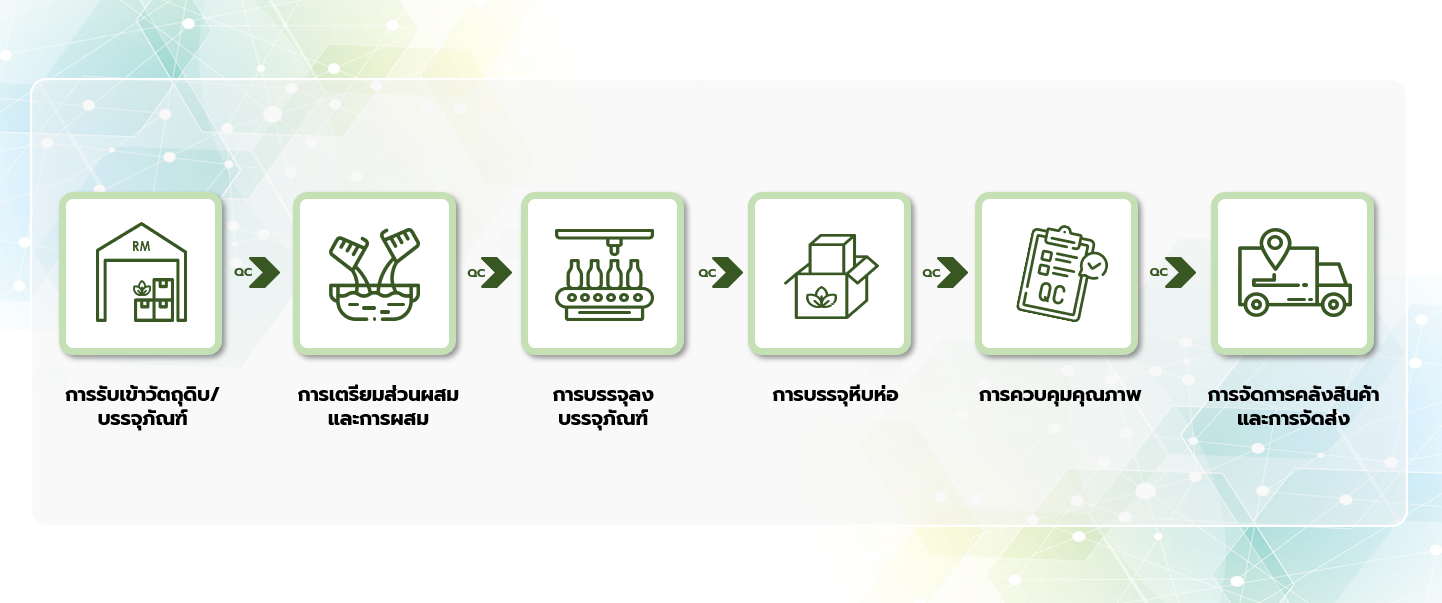 RM
QC
QC
QC
QC
QC
QC
การรับเข้าวัตถุดิบ/
บรรจุภัณฑ์
การเตรียมส่วนผสม
และการผสม
การบรรจุลง
บรรจุภัณฑ์
การบรรจุหีบห่อ
การควบคุมคุณภาพ
การจัดการคลังสินค้า
และการจัดส่ง